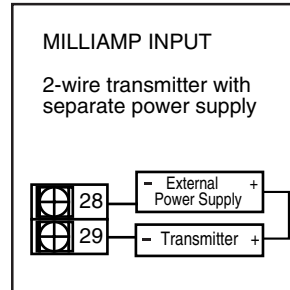 MILLIAMP INPUT
2-wire transmitter with
separate power supply
28
- External +
Power Supply
29
- Transmitter +